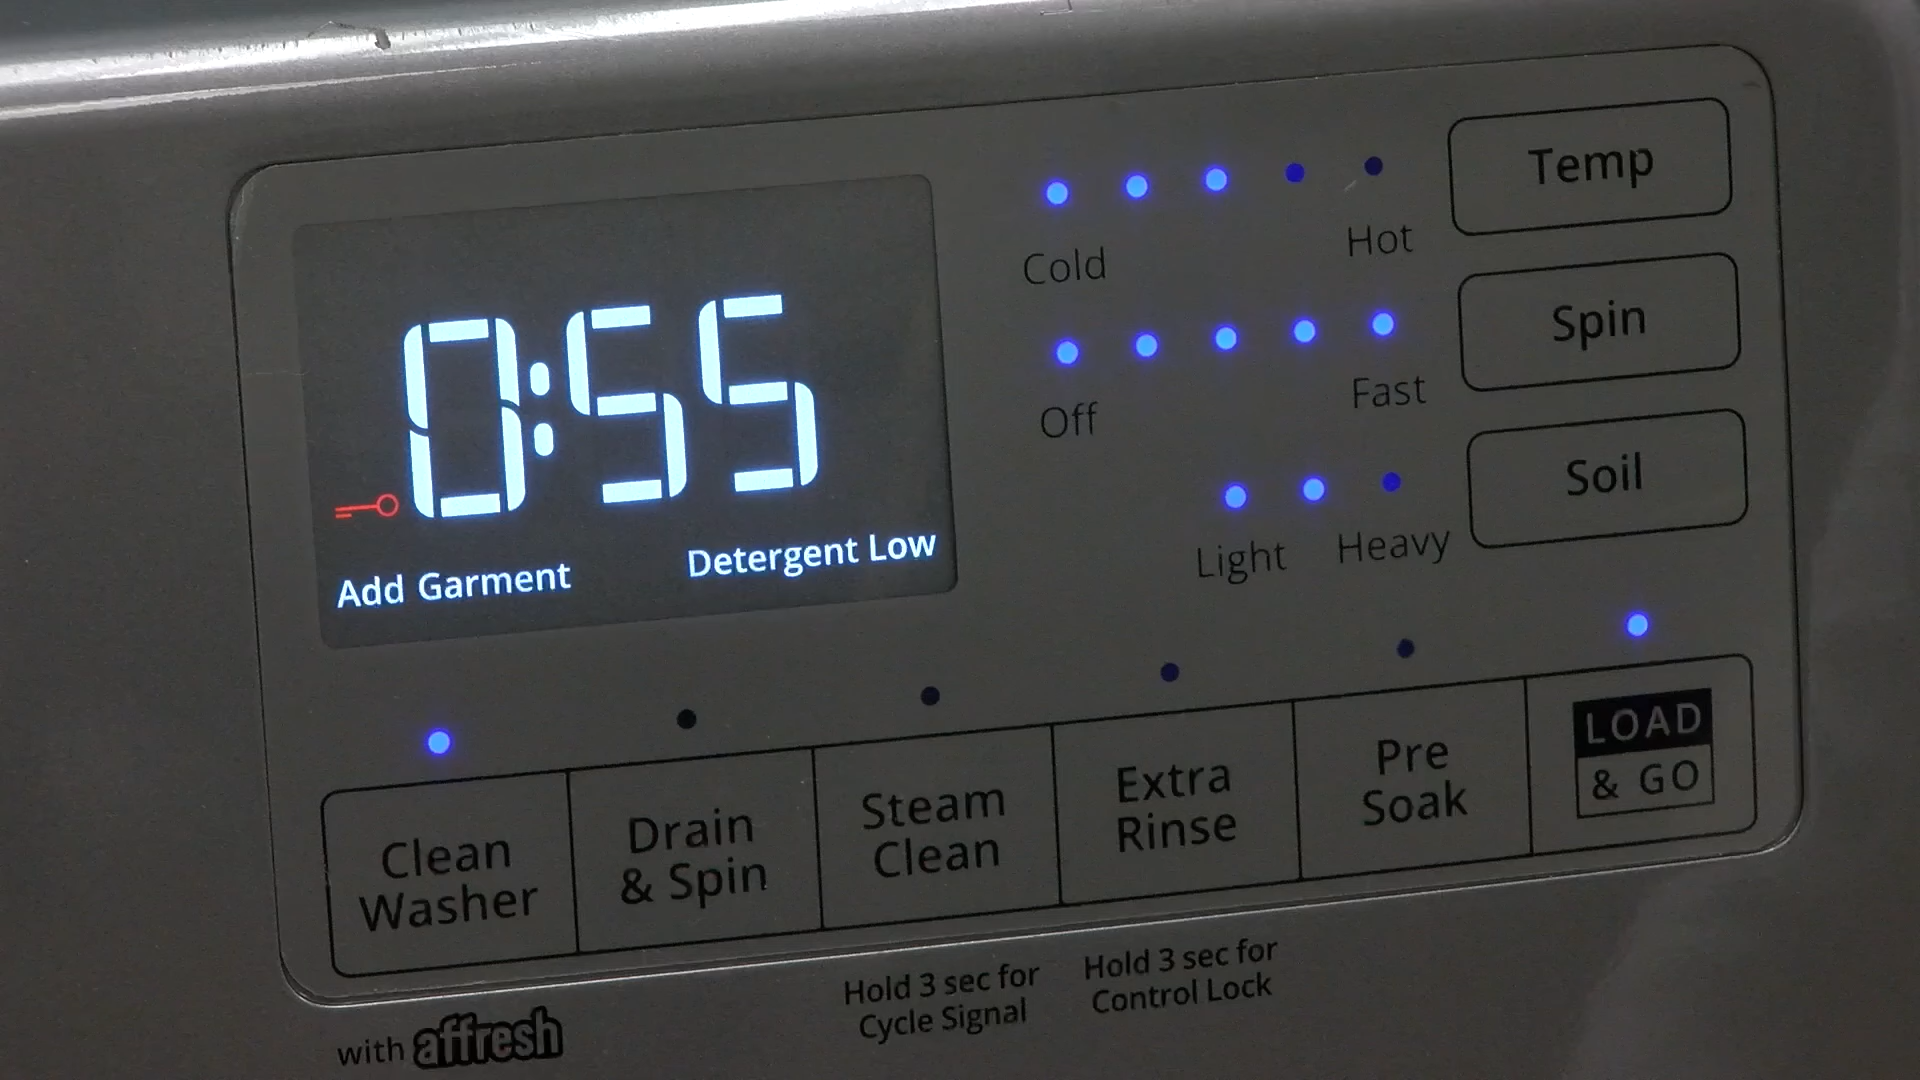 0:55
Add Garment
Detergent Low
Cold
Hot
Temp
Off
Fast
Spin
Light
Heavy
Soil
Clean
Washer
Drain
& Spin
Steam
Clean
Extra
Rinse
Pre
Soak
LOAD
& GO
with affresh
Hold 3 sec for
Cycle Signal
Hold 3 sec for
Control Lock